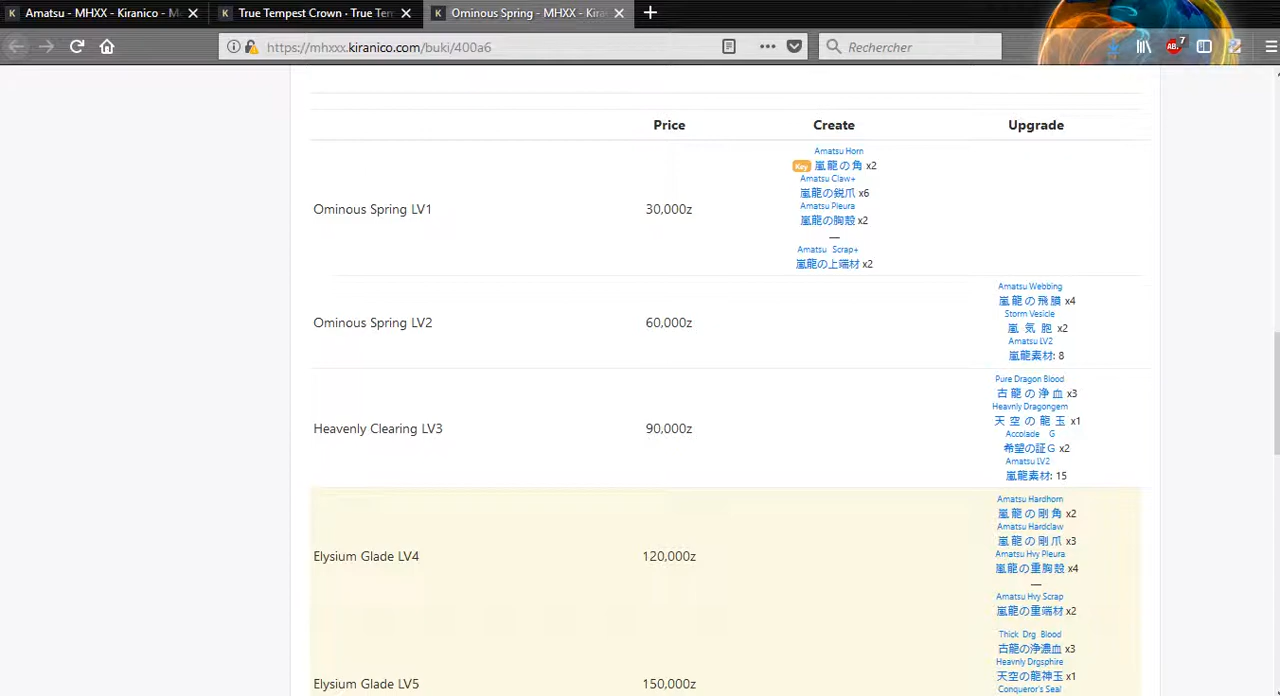 Amatsu - MHXX - Kiranico - M
True Tempest Crown · True Ten
Ominous Spring - MHXX - Kira
https://mhxxx.kiranico.com/buki/400a6
Rechercher
7
Price Create Upgrade
Amatsu Horn
Key 嵐龍の角 x2
Amatsu Claw+
嵐龍の鋭爪 x6
Amatsu Pleura
嵐龍の胸殻 x2
—
Amatsu Scrap+
嵐龍の上端材 x2
Ominous Spring LV1 30,000z
Amatsu Webbing
嵐龍の飛膜 x4
Storm Vesicle
嵐気胞 x2
Amatsu LV2
嵐龍素材: 8
Ominous Spring LV2 60,000z
Pure Dragon Blood
古龍の浄血 x3
Heavnly Dragongem
天空の龍玉 x1
Accolade G
希望の証G x2
Amatsu LV2
嵐龍素材: 15
Heavenly Clearing LV3 90,000z
Amatsu Hardhorn
嵐龍の剛角 x2
Amatsu Hardclaw
嵐龍の剛爪 x3
Amatsu Hvy Pleura
嵐龍の重胸殻 x4
—
Amatsu Hvy Scrap
嵐龍の重端材 x2
Elysium Glade LV4 120,000z
Thick Drg Blood
古龍の浄濃血 x3
Heavnly Drgsphire
天空の龍神玉 x1
Conqueror's Seal
Elysium Glade LV5 150,000z